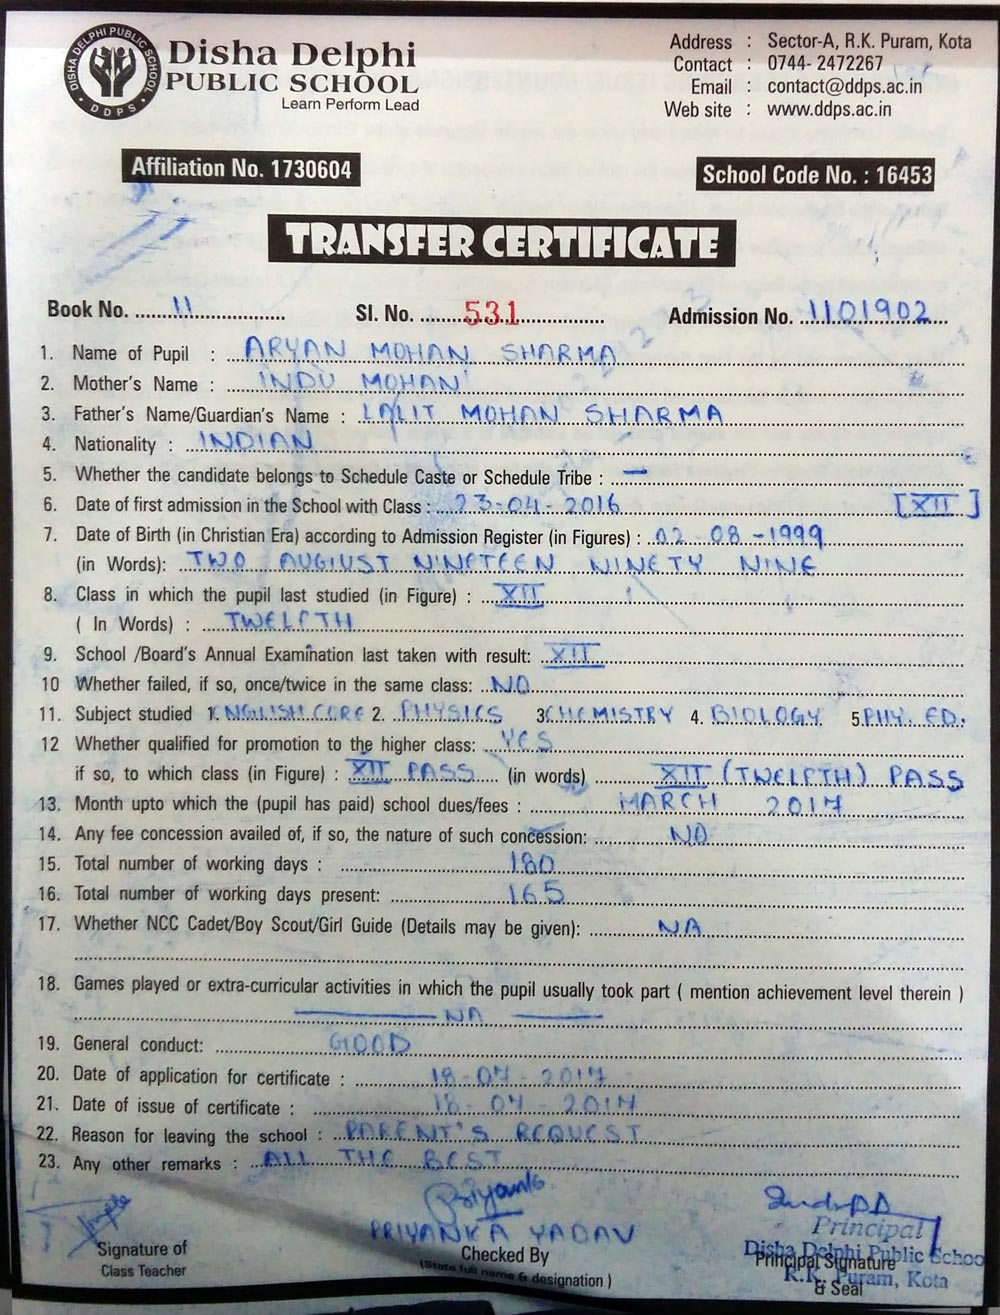 DISHA DELPHI PUBLIC SCHOOL
DDPS
Disha Delphi
PUBLIC SCHOOL
Learn Perform Lead
Address : Sector-A, R.K. Puram, Kota
Contact : 0744- 2472267
Email : contact@ddps.ac.in
Web site : www.ddps.ac.in
Affiliation No. 1730604
School Code No. : 16453
TRANSFER CERTIFICATE
Book No. 11 Sl. No. 531 Admission No. 1101902
1. Name of Pupil : ARYAN MOHAN SHARMA
2. Mother's Name : INDU MOHAN
3. Father's Name/Guardian's Name : LALIT MOHAN SHARMA
4. Nationality : INDIAN
5. Whether the candidate belongs to Schedule Caste or Schedule Tribe : —
6. Date of first admission in the School with Class : 23-04-2016 [XII]
7. Date of Birth (in Christian Era) according to Admission Register (in Figures) : 02-08-1999
(in Words): TWO AUGUST NINETEEN NINETY NINE
8. Class in which the pupil last studied (in Figure) : XII
( In Words) : TWELFTH
9. School /Board's Annual Examination last taken with result: XII
10 Whether failed, if so, once/twice in the same class: NO
11. Subject studied 1. ENGLISH CORE 2. PHYSICS 3 CHEMISTRY 4. BIOLOGY 5. PHY. ED.
12 Whether qualified for promotion to the higher class: YES
if so, to which class (in Figure) : XII PASS (in words) XII (TWELFTH) PASS
13. Month upto which the (pupil has paid) school dues/fees : MARCH 2017
14. Any fee concession availed of, if so, the nature of such concession: NO
15. Total number of working days : 180
16. Total number of working days present: 165
17. Whether NCC Cadet/Boy Scout/Girl Guide (Details may be given): NA
18. Games played or extra-curricular activities in which the pupil usually took part ( mention achievement level therein )
— NA —
19. General conduct: GOOD
20. Date of application for certificate : 18-07-2017
21. Date of issue of certificate : 18-07-2017
22. Reason for leaving the school : PARENT'S REQUEST
23. Any other remarks : ALL THE BEST
Priyanka
PRIYANKA YADAV
Principal
Disha Delphi Public School
R.K. Puram, Kota
Signature of
Class Teacher
Checked By
(State full name & designation )
Principal Signature
& Seal